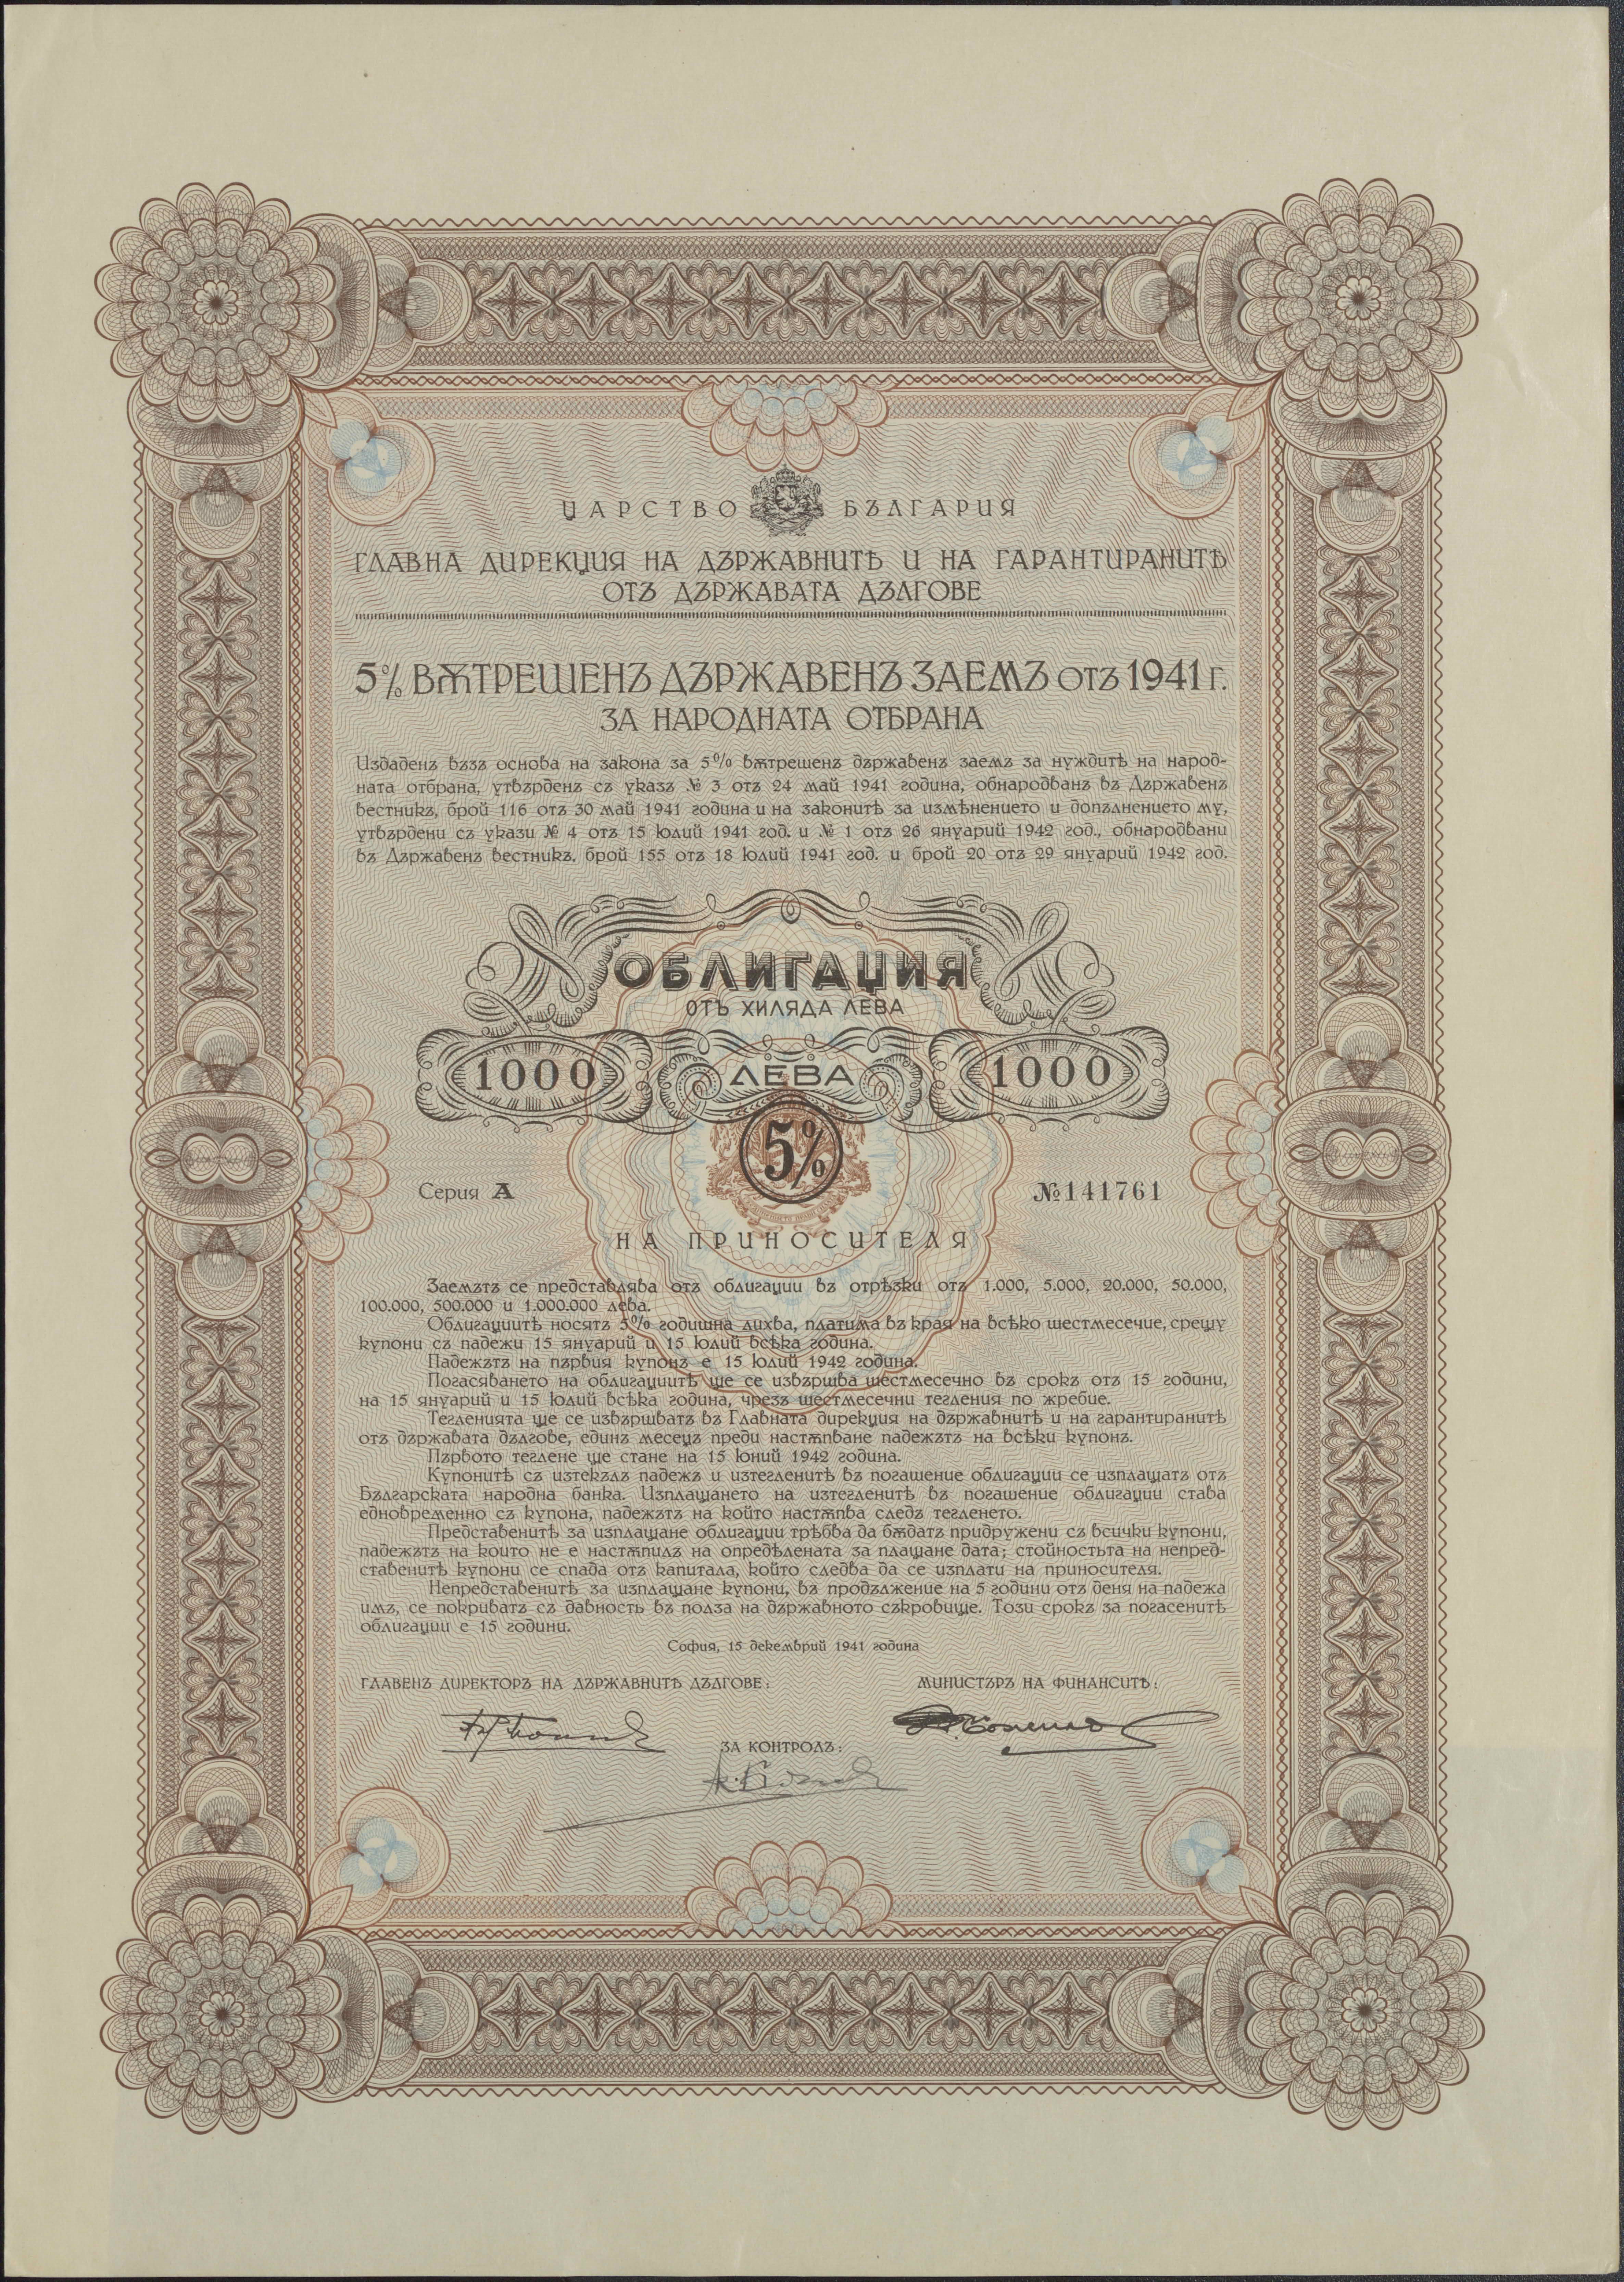 ЦАРСТВО БЪЛГАРИЯ
ГЛАВНА ДИРЕКЦИЯ НА ДЪРЖАВНИТѢ И НА ГАРАНТИРАНИТѢ
ОТЪ ДЪРЖАВАТА ДЪЛГОВЕ
5% ВѪТРЕШЕНЪ ДЪРЖАВЕНЪ ЗАЕМЪ ОТЪ 1941 Г.
ЗА НАРОДНАТА ОТБРАНА
Издаденъ възъ основа на закона за 5% вѫтрешенъ държавенъ заемъ за нуждитѣ на народ-
ната отбрана, утвърденъ съ указъ № 3 отъ 24 май 1941 година, обнародванъ въ Държавенъ
вестникъ, брой 116 отъ 30 май 1941 година и на законитѣ за измѣнението и допълнението му,
утвърдени съ укази № 4 отъ 15 юлий 1941 год. и № 1 отъ 26 януарий 1942 год., обнародвани
въ Държавенъ вестникъ, брой 155 отъ 18 юлий 1941 год. и брой 20 отъ 29 януарий 1942 год.
ОБЛИГАЦИЯ
ОТЪ ХИЛЯДА ЛЕВА
1000 ЛЕВА 1000
5%
Серия А №141761
НА ПРИНОСИТЕЛЯ
Заемътъ се представлява отъ облигации въ отрѣзки отъ 1.000, 5.000, 20.000, 50.000,
100.000, 500.000 и 1.000.000 лева.
Облигациитѣ носятъ 5% годишна лихва, платима въ края на всѣко шестмесечие, срещу
купони съ падежи 15 януарий и 15 юлий всѣка година.
Падежътъ на първия купонъ е 15 юлий 1942 година.
Погасяването на облигациитѣ ще се извършва шестмесечно въ срокъ отъ 15 години,
на 15 януарий и 15 юлий всѣка година, чрезъ шестмесечни тегления по жребие.
Тегленията ще се извършватъ въ Главната дирекция на държавнитѣ и на гарантиранитѣ
отъ държавата дългове, единъ месецъ преди настѫпване падежътъ на всѣки купонъ.
Първото теглене ще стане на 15 юний 1942 година.
Купонитѣ съ изтекълъ падежъ и изтегленитѣ въ погашение облигации се изплащатъ отъ
Българската народна банка. Изплащането на изтегленитѣ въ погашение облигации става
едновременно съ купона, падежътъ на който настѫпва следъ тегленето.
Представенитѣ за изплащане облигации трѣбва да бѫдатъ придружени съ всички купони,
падежътъ на които не е настѫпилъ на опредѣлената за плащане дата; стойностьта на непред-
ставенитѣ купони се спада отъ капитала, който следва да се изплати на приносителя.
Непредставенитѣ за изплащане купони, въ продължение на 5 години отъ деня на падежа
имъ, се покриватъ съ давность въ полза на държавното съкровище. Този срокъ за погасенитѣ
облигации е 15 години.
София, 15 декемврий 1941 година
ГЛАВЕНЪ ДИРЕКТОРЪ НА ДЪРЖАВНИТѢ ДЪЛГОВЕ: МИНИСТЪРЪ НА ФИНАНСИТѢ:
ЗА КОНТРОЛЪ: